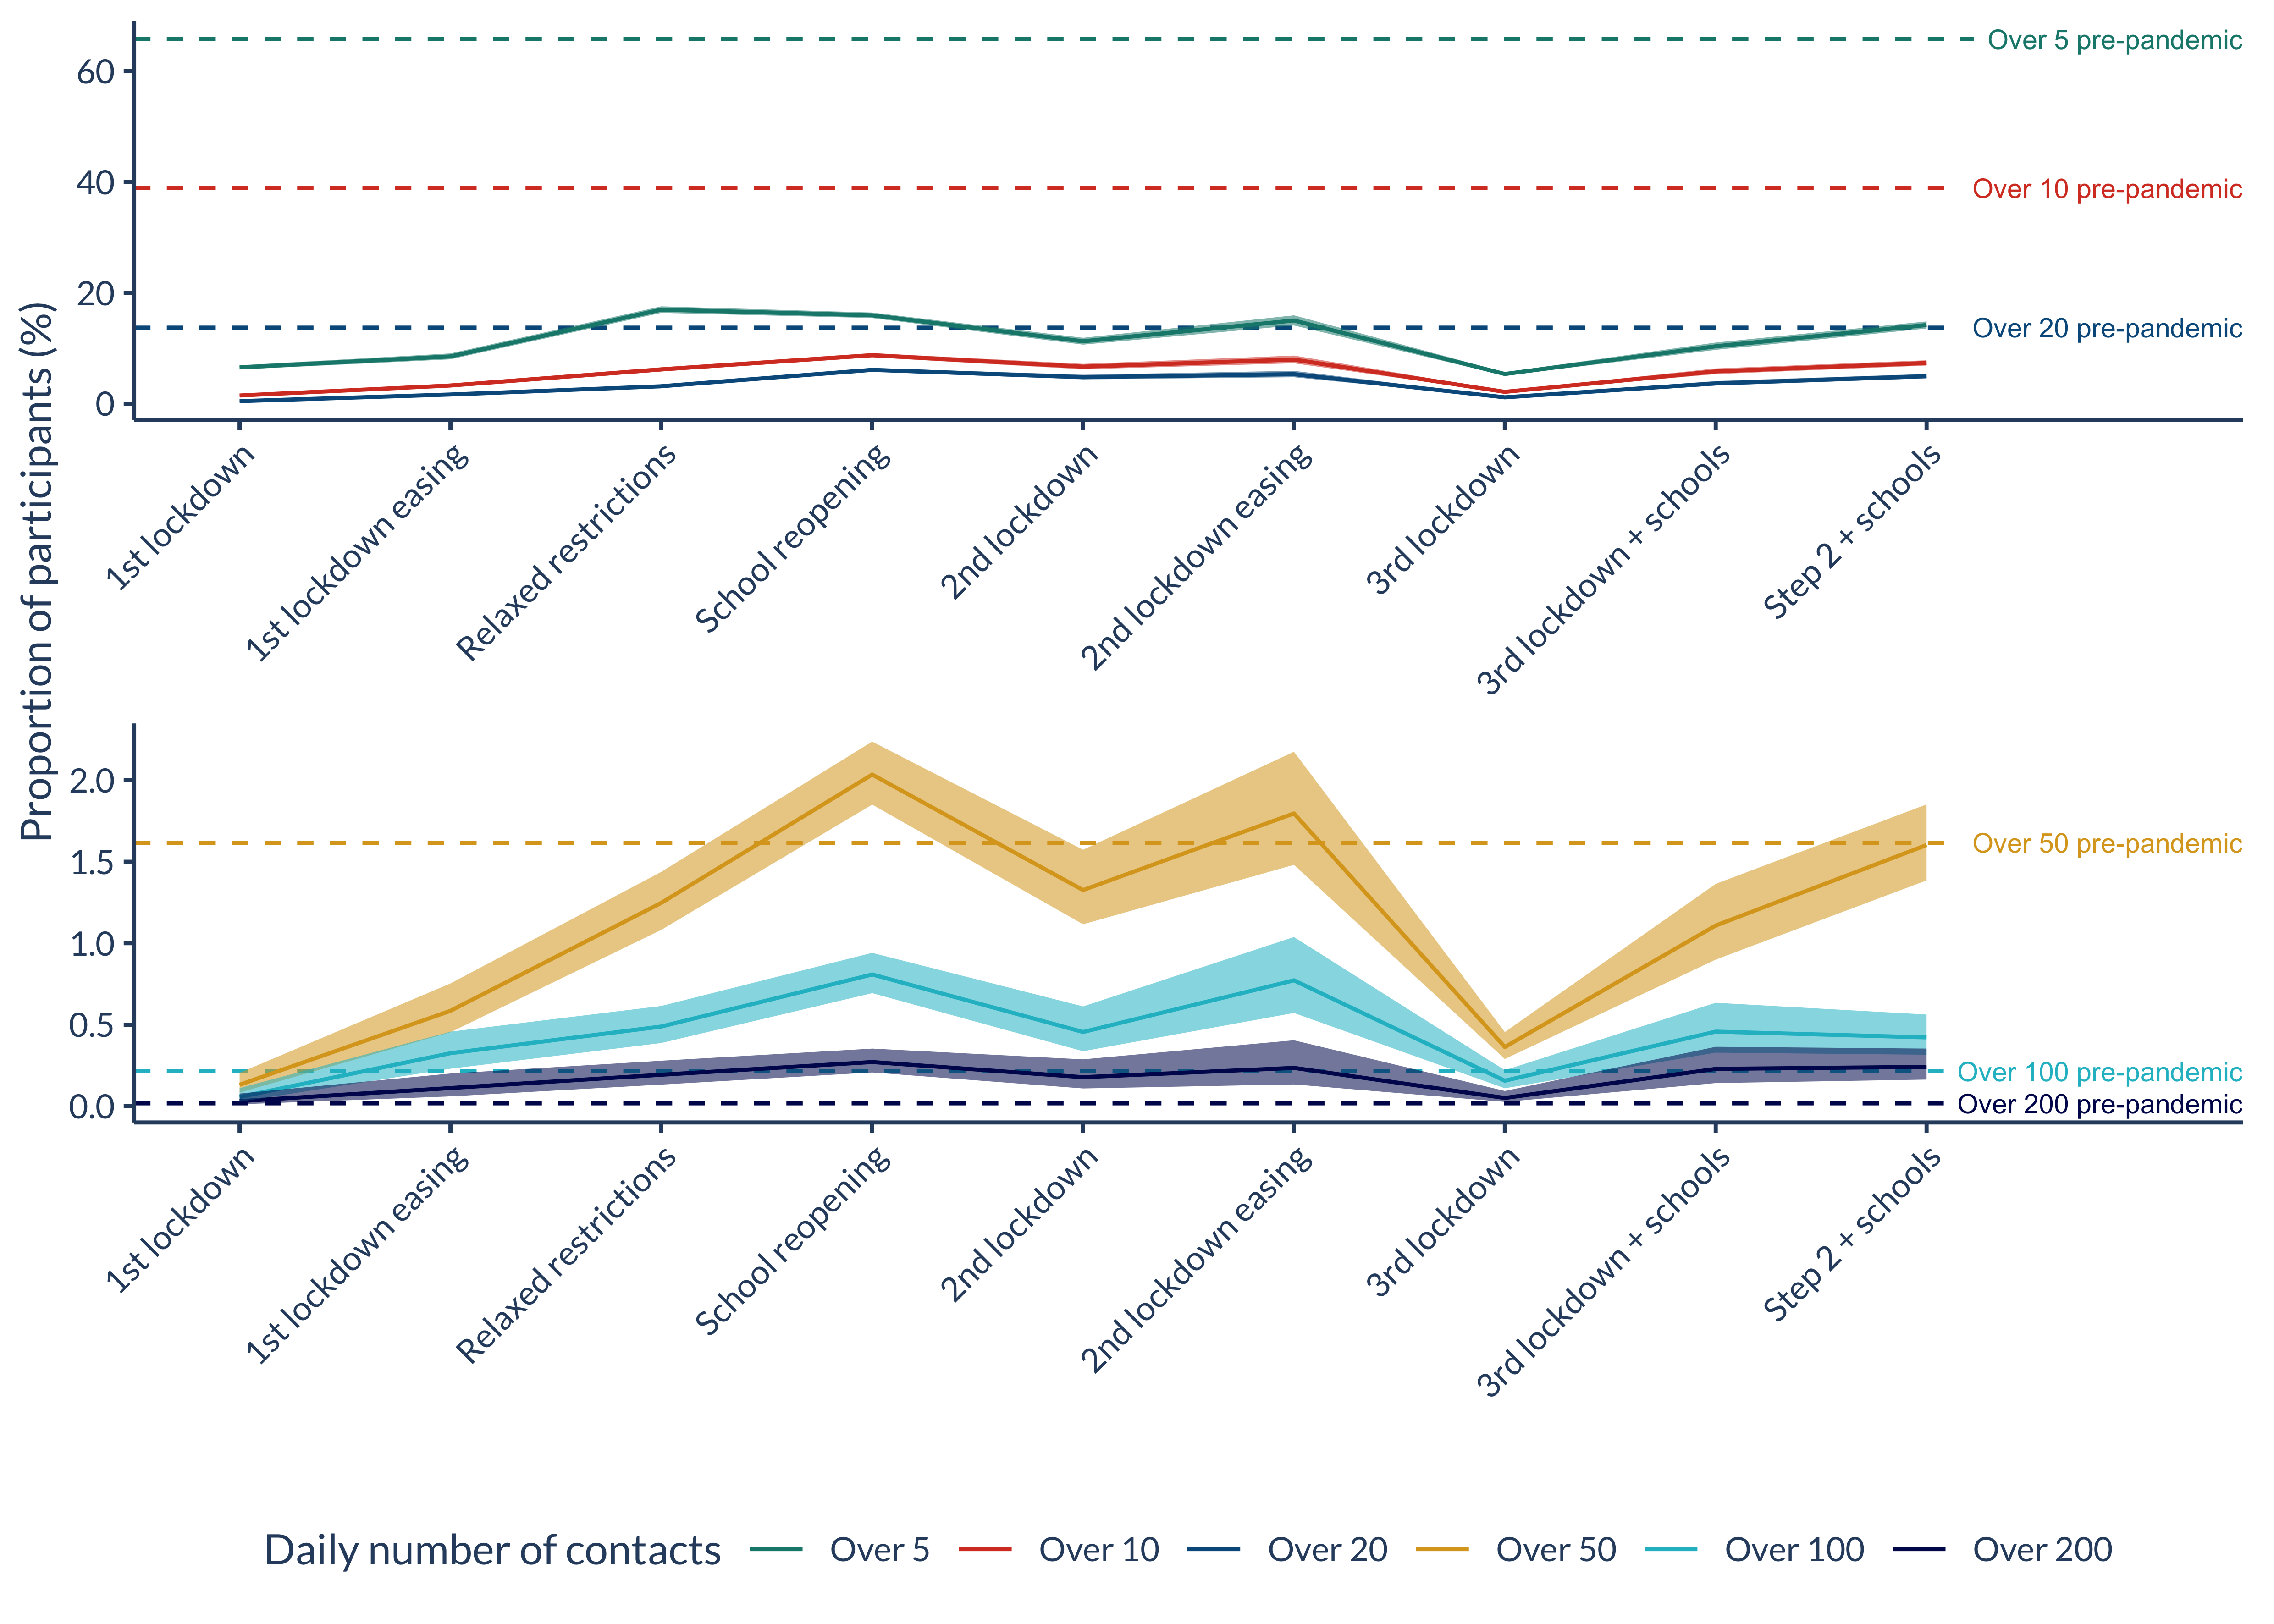 Proportion of participants (%)
60
40
20
0
Over 5 pre-pandemic
Over 10 pre-pandemic
Over 20 pre-pandemic
1st lockdown
1st lockdown easing
Relaxed restrictions
School reopening
2nd lockdown
2nd lockdown easing
3rd lockdown
3rd lockdown + schools
Step 2 + schools
2.0
1.5
1.0
0.5
0.0
Over 50 pre-pandemic
Over 100 pre-pandemic
Over 200 pre-pandemic
1st lockdown
1st lockdown easing
Relaxed restrictions
School reopening
2nd lockdown
2nd lockdown easing
3rd lockdown
3rd lockdown + schools
Step 2 + schools
Daily number of contacts Over 5 Over 10 Over 20 Over 50 Over 100 Over 200